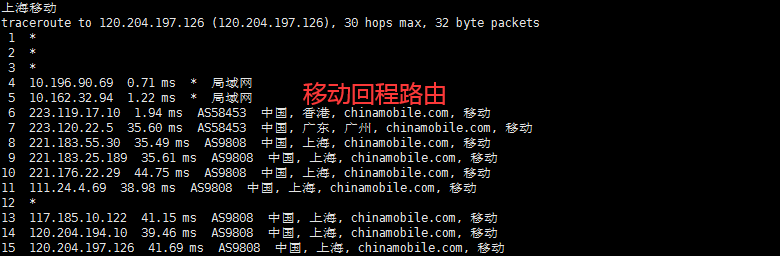 上海移动
traceroute to 120.204.197.126 (120.204.197.126), 30 hops max, 32 byte packets
1 *
2 *
3 *
4 10.196.90.69 0.71 ms * 局域网
5 10.162.32.94 1.22 ms * 局域网
移动回程路由
6 223.119.17.10 1.94 ms AS58453 中国, 香港, chinamobile.com, 移动
7 223.120.22.5 35.60 ms AS58453 中国, 广东, 广州, chinamobile.com, 移动
8 221.183.55.30 35.49 ms AS9808 中国, 上海, chinamobile.com, 移动
9 221.183.25.189 35.61 ms AS9808 中国, 上海, chinamobile.com, 移动
10 221.176.22.29 44.75 ms AS9808 中国, 上海, chinamobile.com, 移动
11 111.24.4.69 38.98 ms AS9808 中国, 上海, chinamobile.com, 移动
12 *
13 117.185.10.122 41.15 ms AS9808 中国, 上海, chinamobile.com, 移动
14 120.204.194.10 39.46 ms AS9808 中国, 上海, chinamobile.com, 移动
15 120.204.197.126 41.69 ms AS9808 中国, 上海, chinamobile.com, 移动